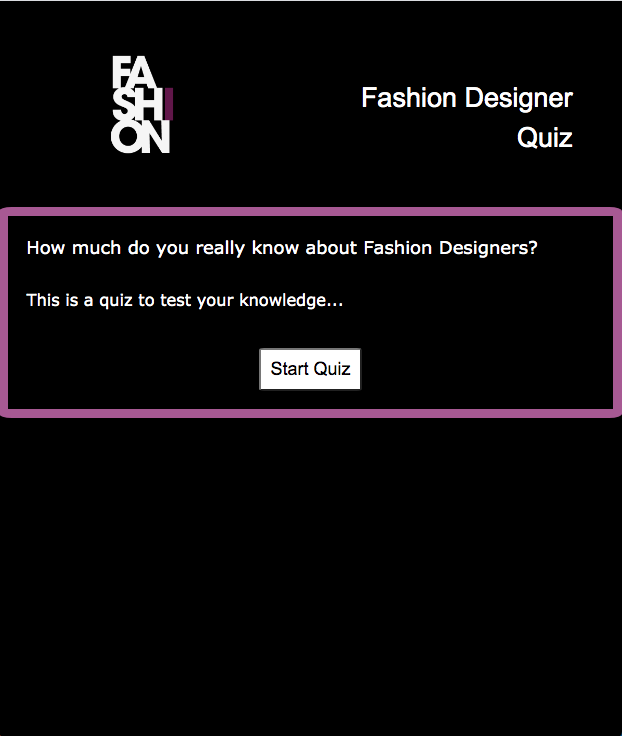 FA
SHI
ON
Fashion Designer
Quiz
How much do you really know about Fashion Designers?
This is a quiz to test your knowledge...
Start Quiz